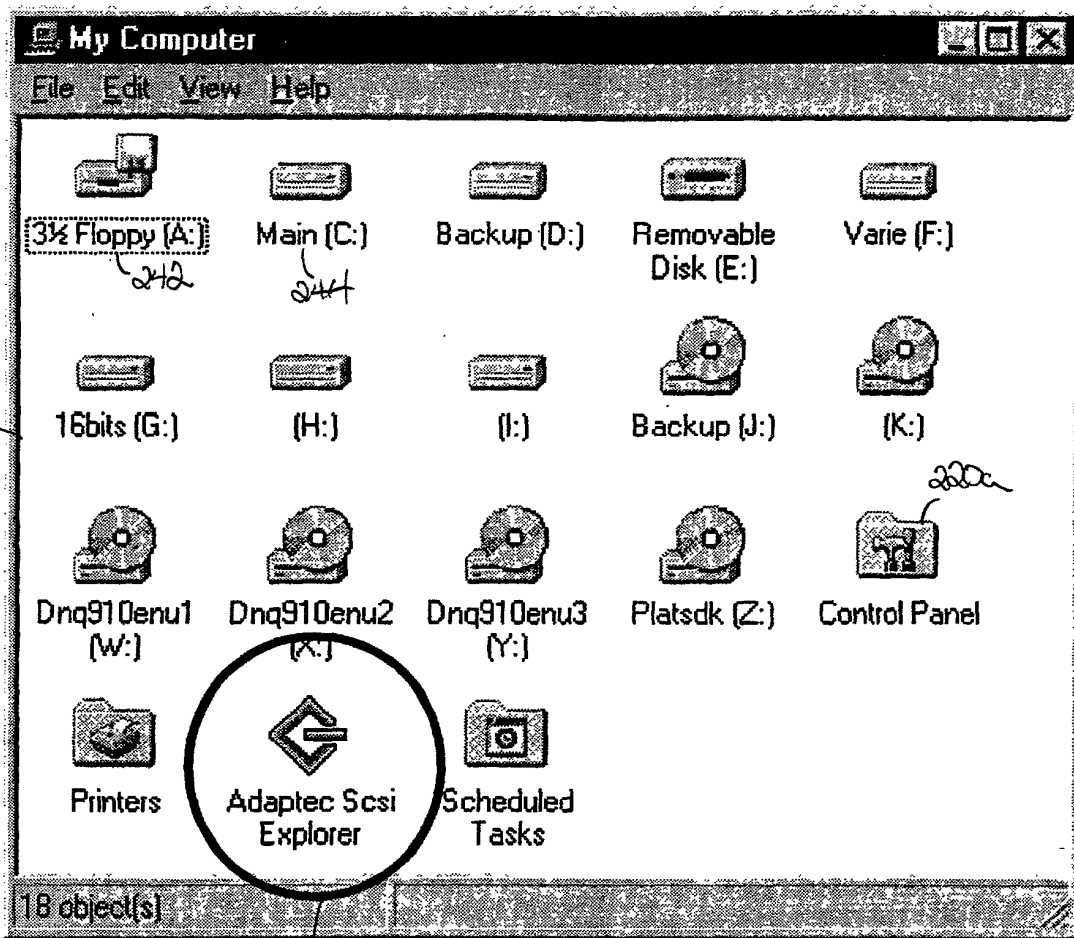 My Computer
File Edit View Help
3½ Floppy (A:) Main (C:) Backup (D:) Removable Disk (E:) Varie (F:)
242 244
16bits (G:) (H:) (I:) Backup (J:) (K:)
220a
Dnq910enu1 (W:) Dnq910enu2 (X:) Dnq910enu3 (Y:) Platsdk (Z:) Control Panel
Printers Adaptec Scsi Explorer Scheduled Tasks
18 object(s)